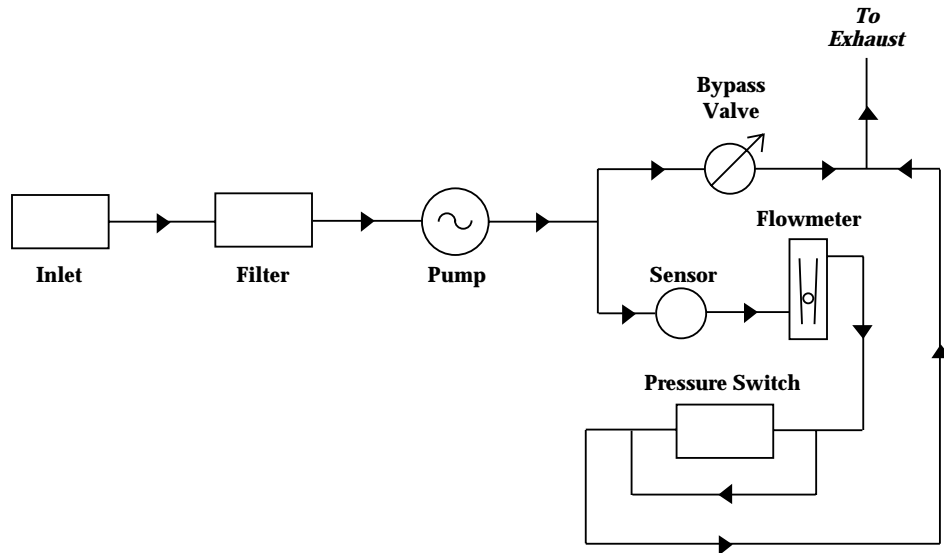 To
Exhaust
Bypass
Valve
Flowmeter
Inlet
Filter
Pump
Sensor
Pressure Switch